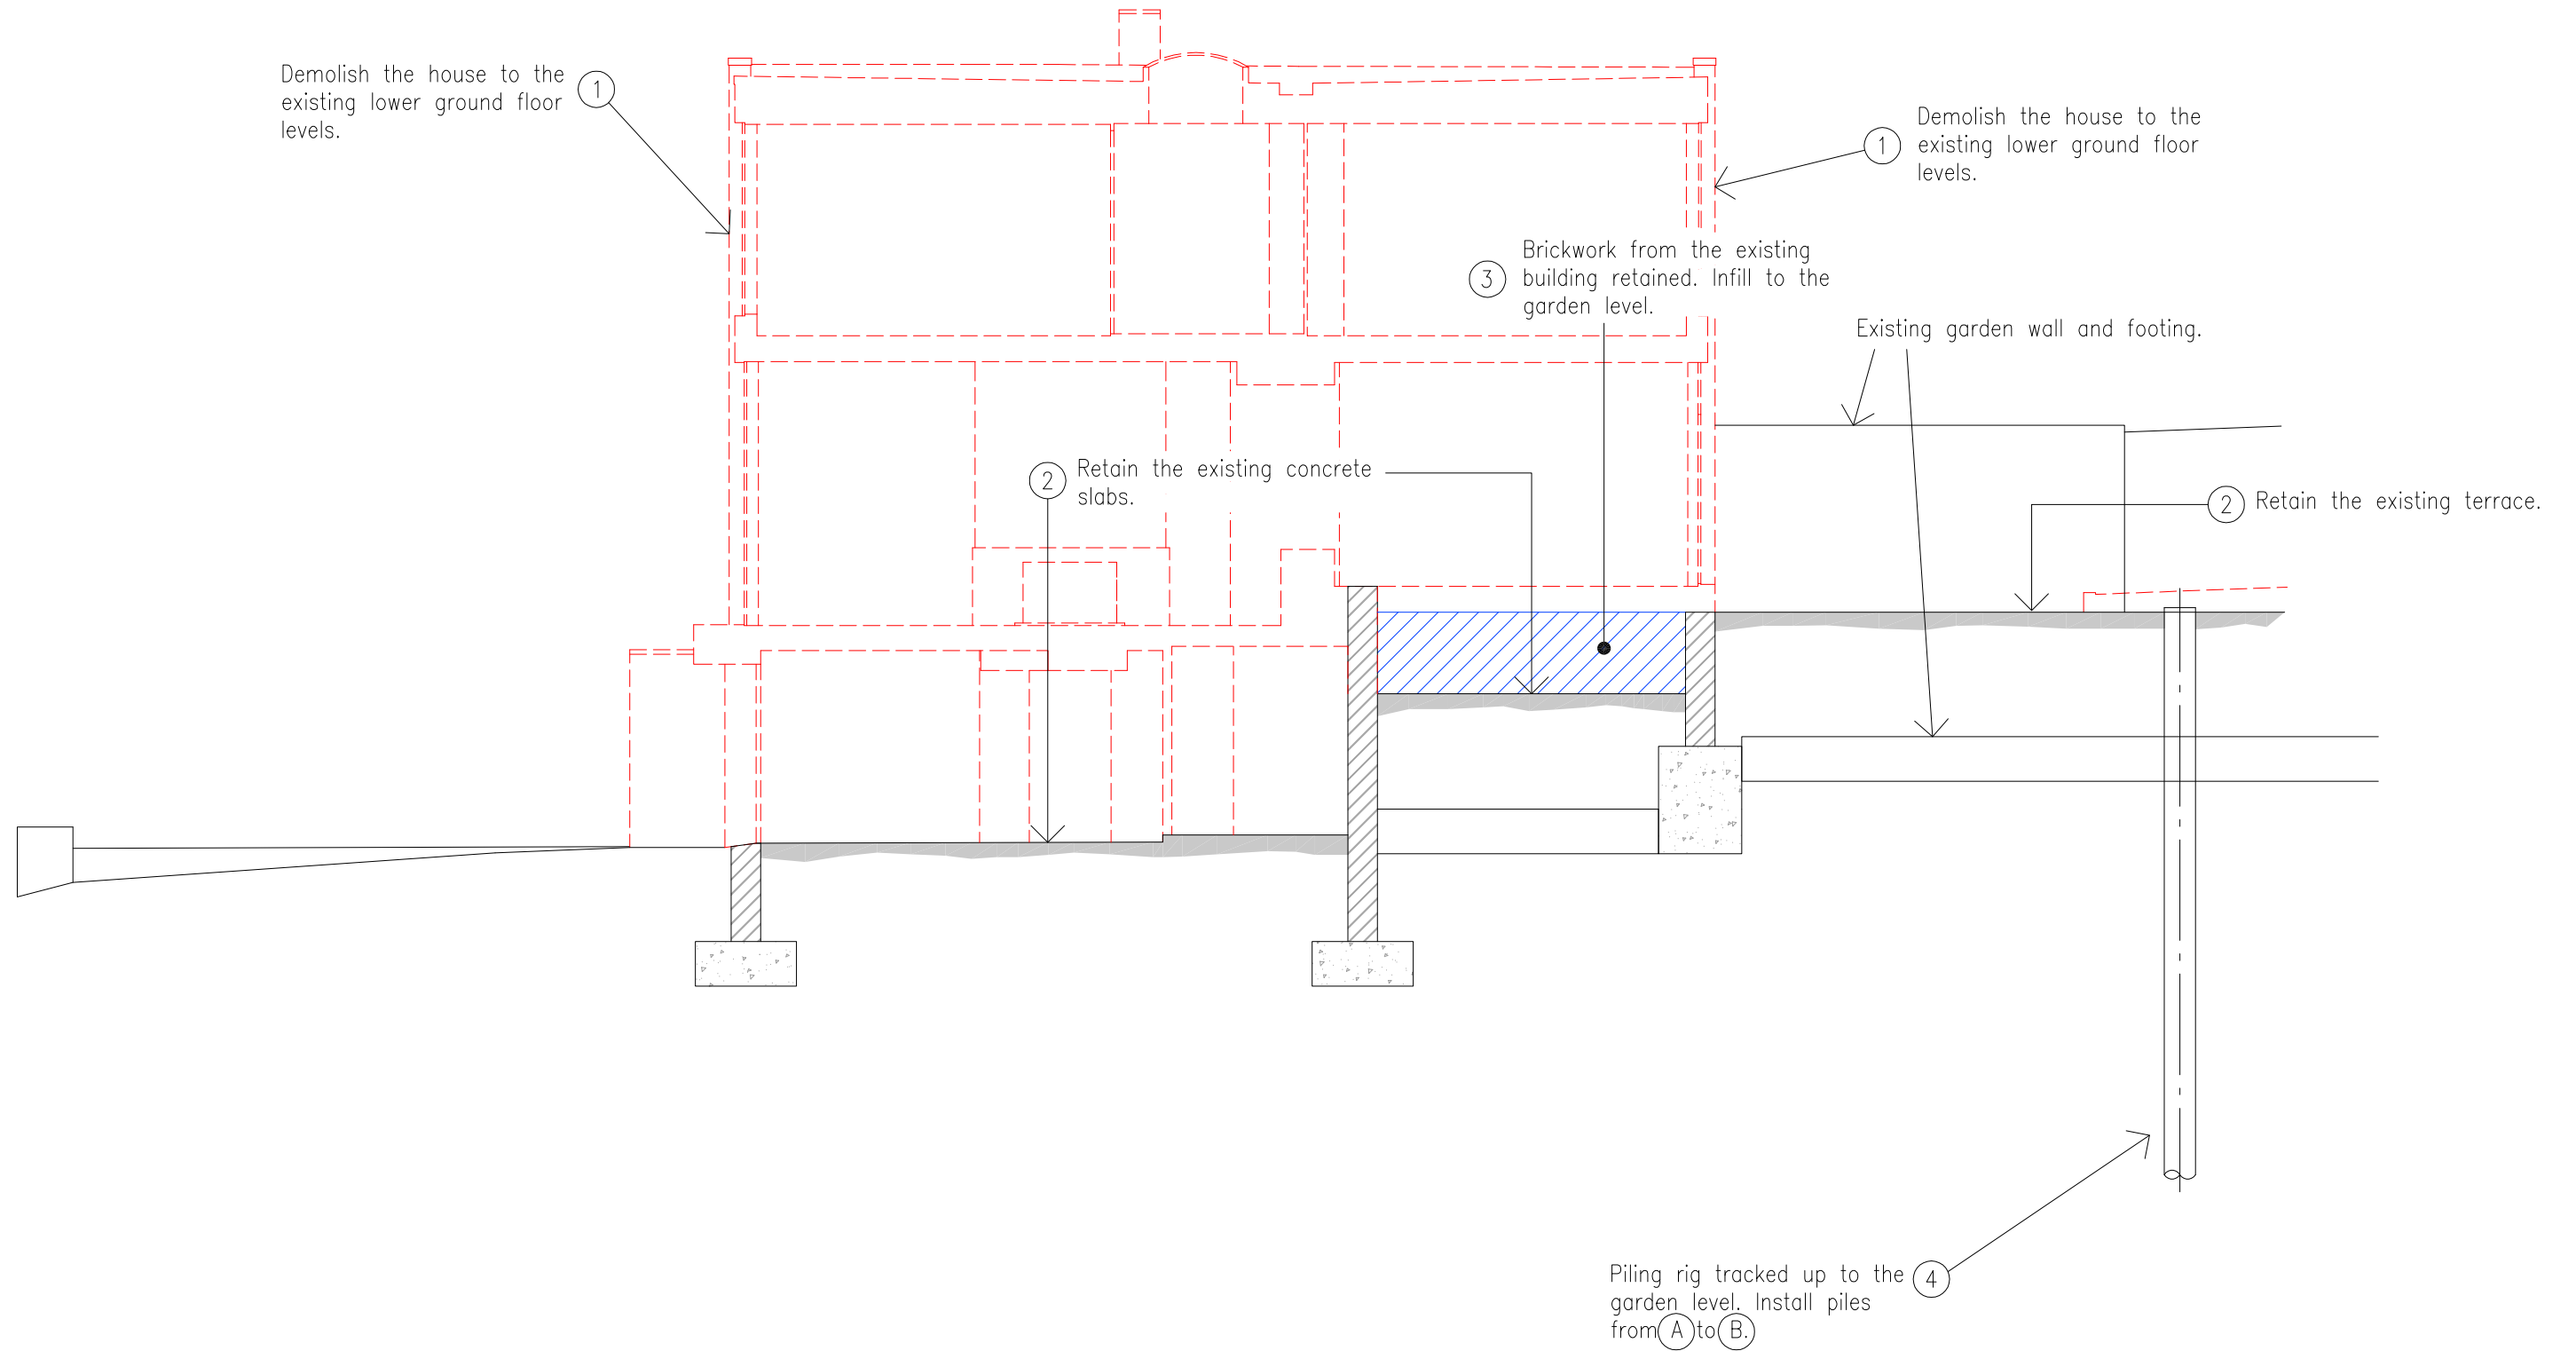 Demolish the house to the
existing lower ground floor
levels.
1
1
Demolish the house to the
existing lower ground floor
levels.
3
Brickwork from the existing
building retained. Infill to the
garden level.
Existing garden wall and footing.
2
Retain the existing concrete
slabs.
2
Retain the existing terrace.
Piling rig tracked up to the
garden level. Install piles
from A to B.
4